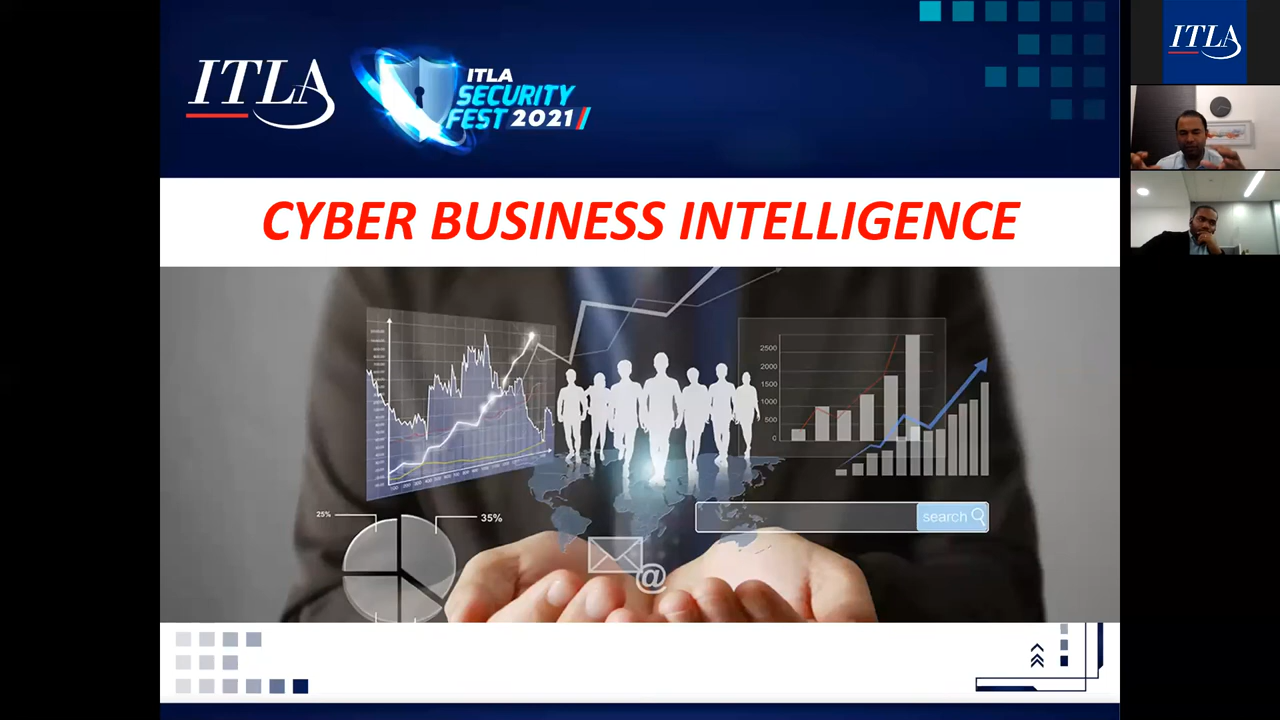 ITLA
ITLA
SECURITY
FEST 2021
ITLA
CYBER BUSINESS INTELLIGENCE
2500
2000
1500
1000
500
0
25%
35%
search
@